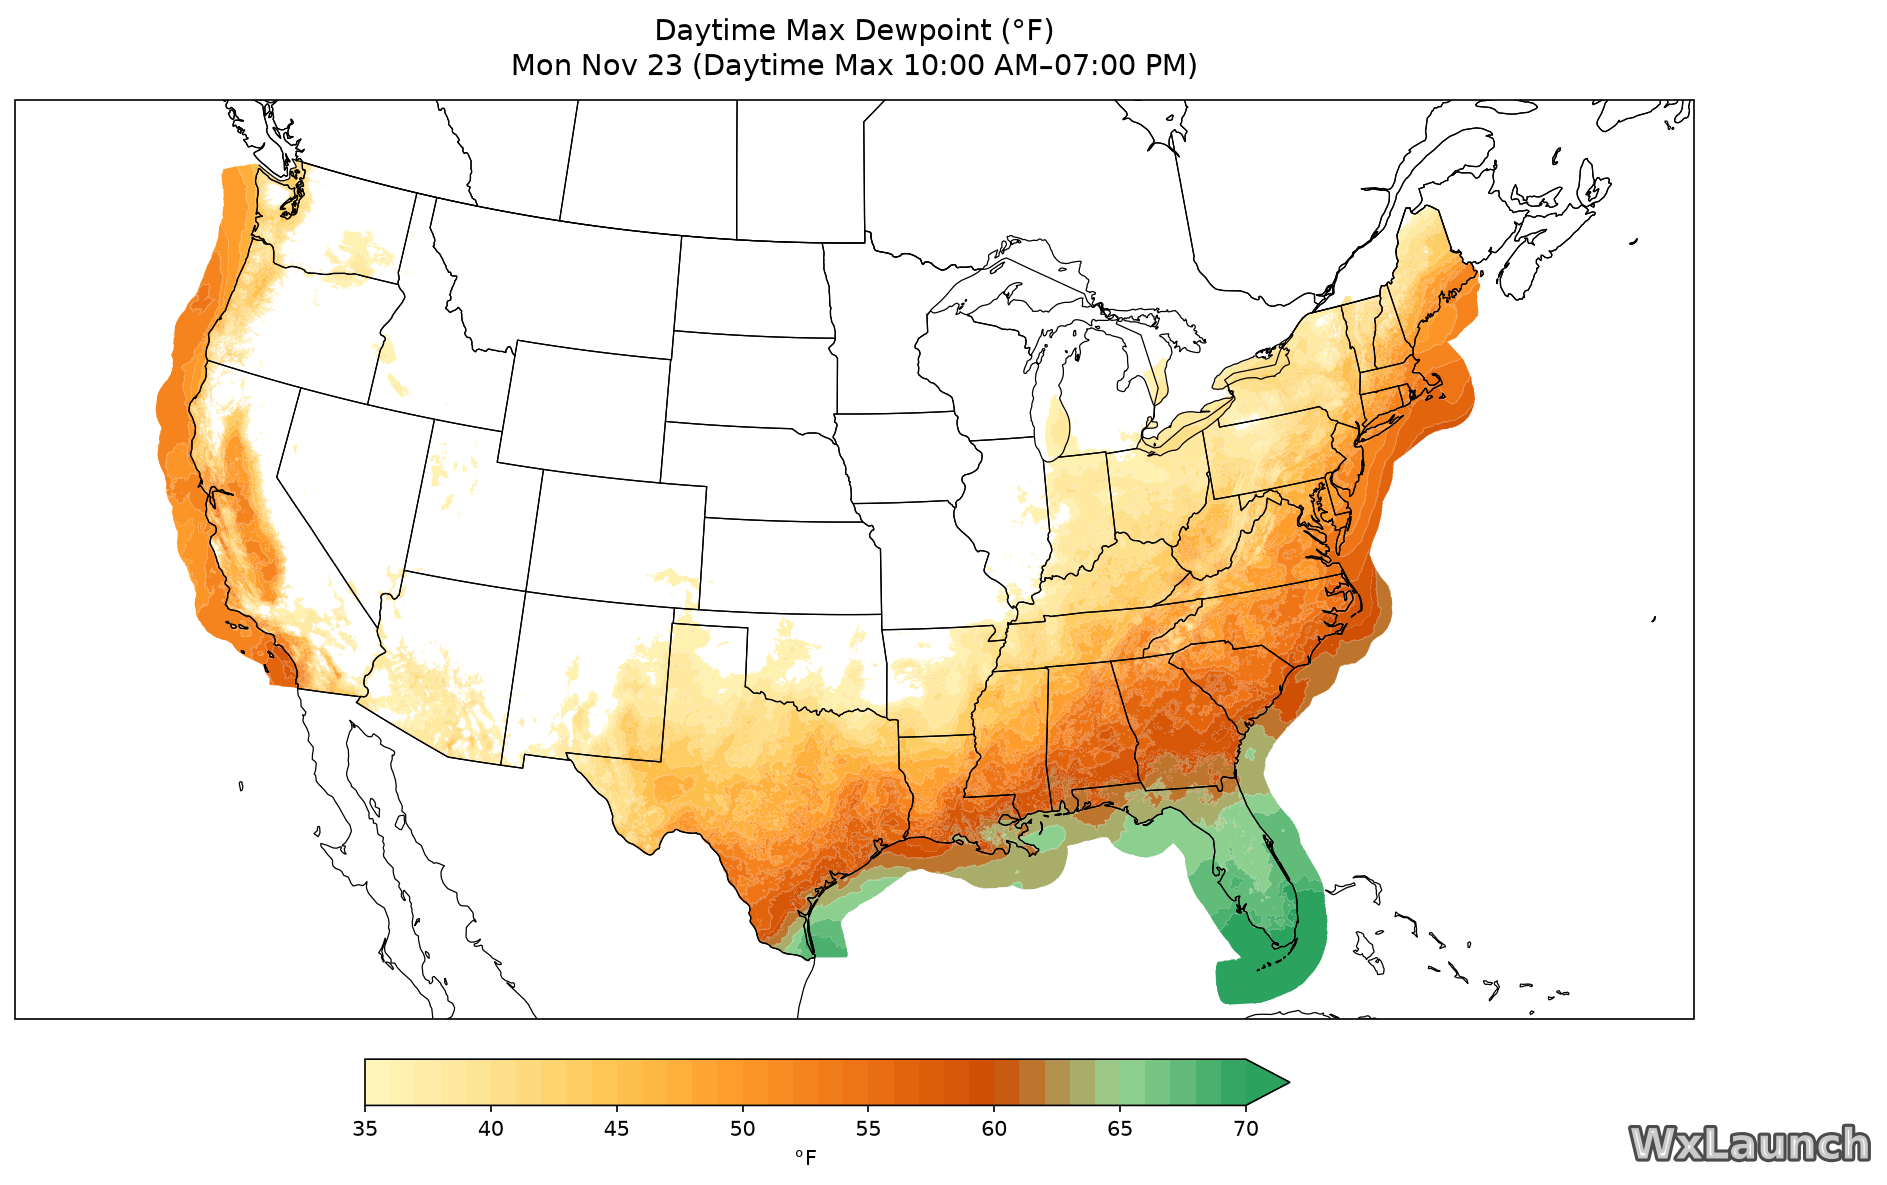 Daytime Max Dewpoint (°F)
Mon Nov 23 (Daytime Max 10:00 AM–07:00 PM)
35 40 45 50 55 60 65 70
°F
WxLaunch